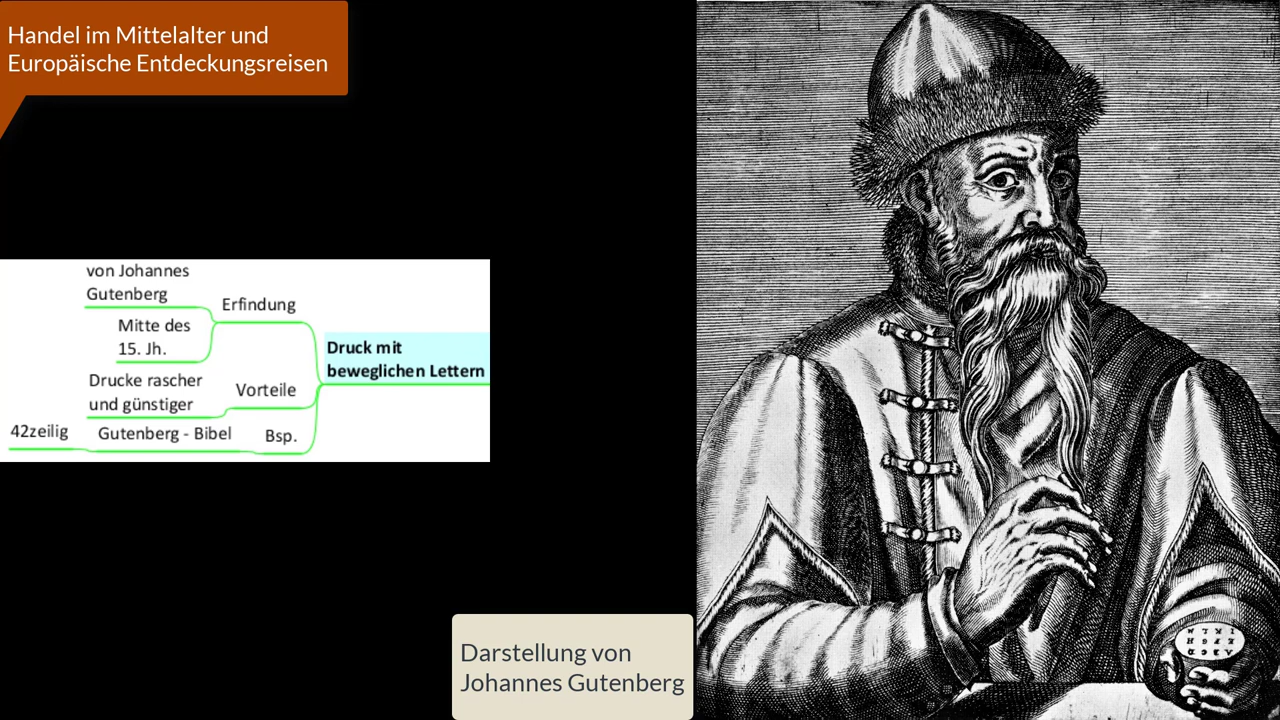 Handel im Mittelalter und
Europäische Entdeckungsreisen
von Johannes
Gutenberg
Erfindung
Mitte des
15. Jh.
Druck mit
beweglichen Lettern
Drucke rascher
und günstiger
Vorteile
42zeilig
Gutenberg - Bibel
Bsp.
Darstellung von
Johannes Gutenberg